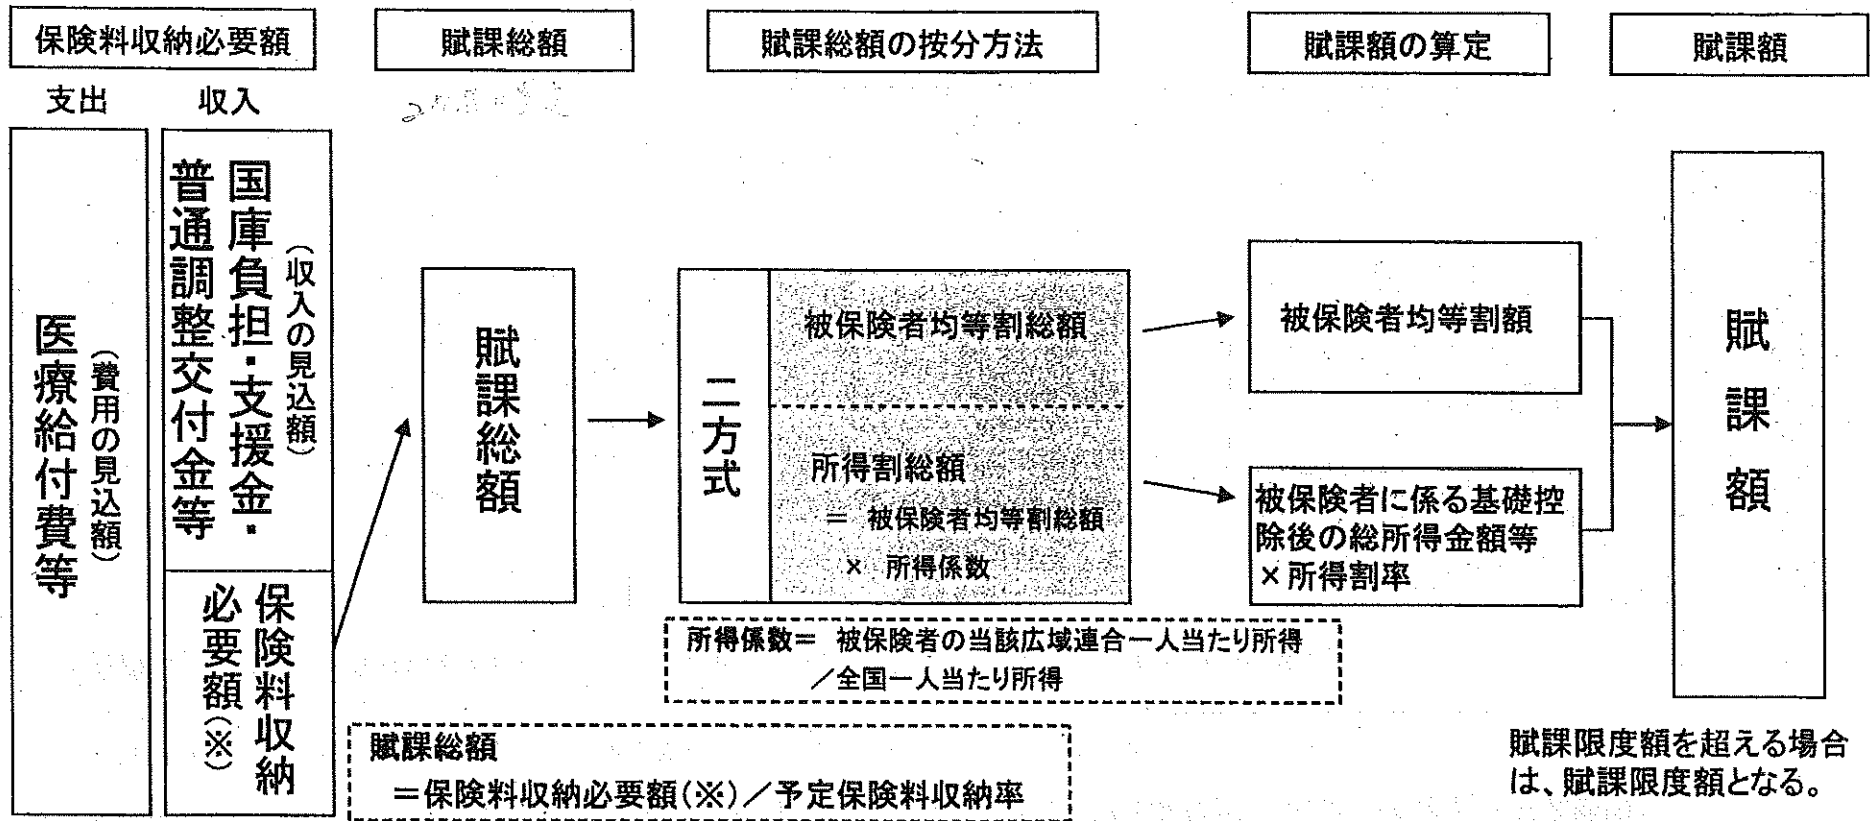 保険料収納必要額
賦課総額
賦課総額の按分方法
賦課額の算定
賦課額
支出
収入
医療給付費等
（費用の見込額）
国庫負担・支援金・
普通調整交付金等
（収入の見込額）
保険料収納
必要額（※）
賦課総額
二方式
被保険者均等割総額
所得割総額
＝ 被保険者均等割総額
× 所得係数
被保険者均等割額
被保険者に係る基礎控
除後の総所得金額等
×所得割率
賦課額
所得係数＝ 被保険者の当該広域連合一人当たり所得
／全国一人当たり所得
賦課総額
＝保険料収納必要額(※)／予定保険料収納率
賦課限度額を超える場合
は、賦課限度額となる。